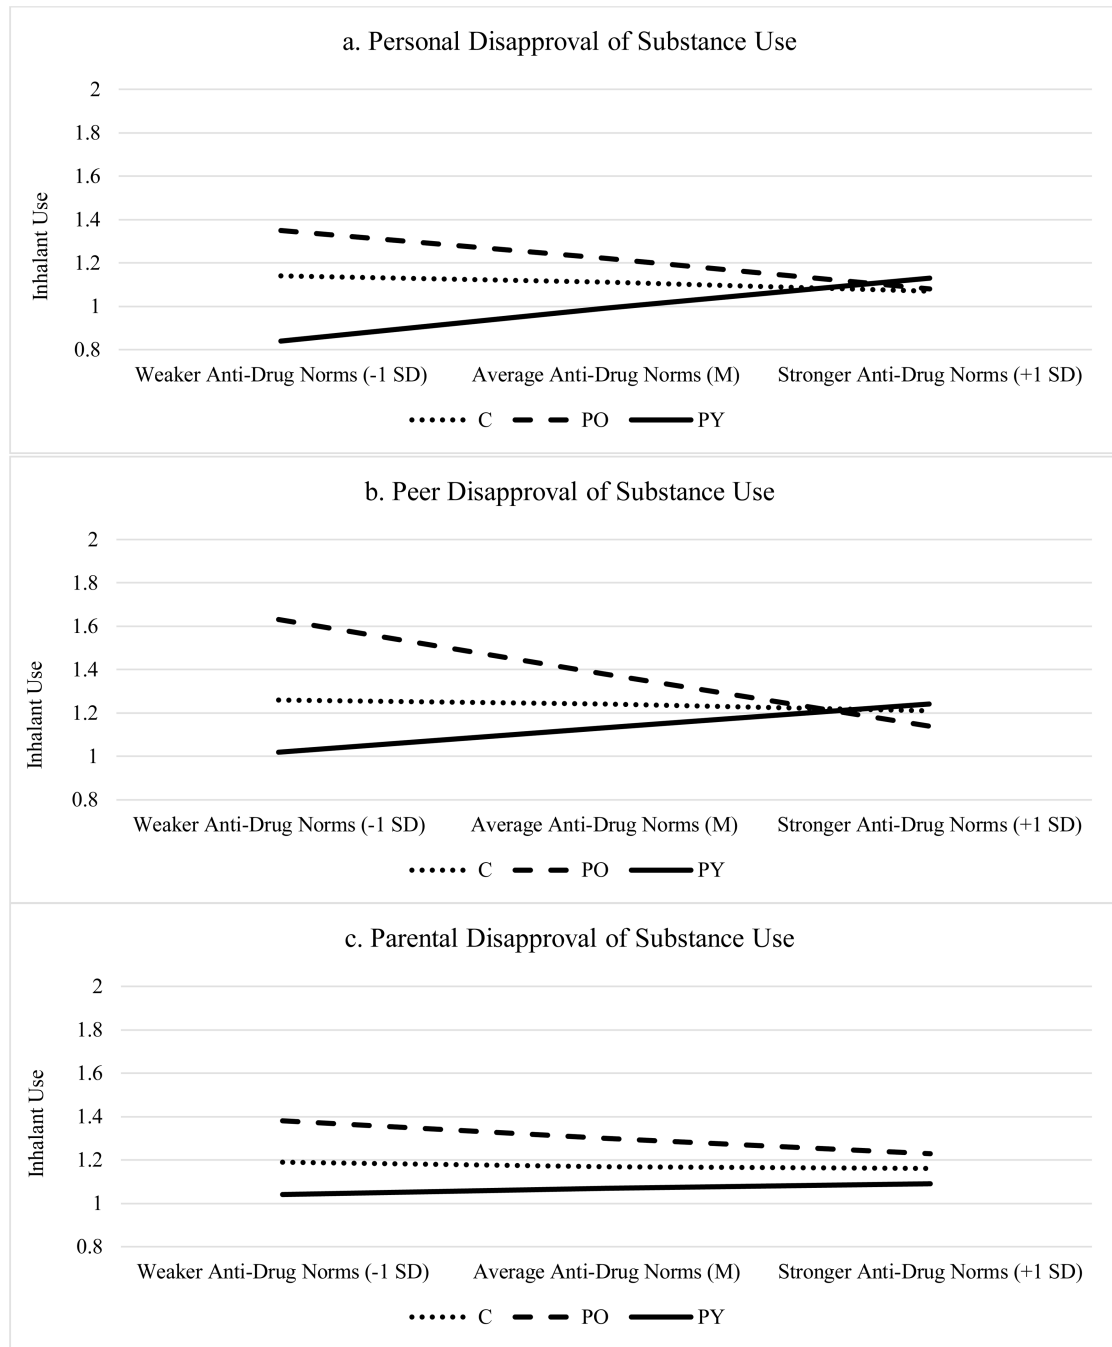 a. Personal Disapproval of Substance Use
2
1.8
1.6
1.4
1.2
1
0.8
Inhalant Use
Weaker Anti-Drug Norms (-1 SD) Average Anti-Drug Norms (M) Stronger Anti-Drug Norms (+1 SD)
C PO PY
b. Peer Disapproval of Substance Use
2
1.8
1.6
1.4
1.2
1
0.8
Inhalant Use
Weaker Anti-Drug Norms (-1 SD) Average Anti-Drug Norms (M) Stronger Anti-Drug Norms (+1 SD)
C PO PY
c. Parental Disapproval of Substance Use
2
1.8
1.6
1.4
1.2
1
0.8
Inhalant Use
Weaker Anti-Drug Norms (-1 SD) Average Anti-Drug Norms (M) Stronger Anti-Drug Norms (+1 SD)
C PO PY